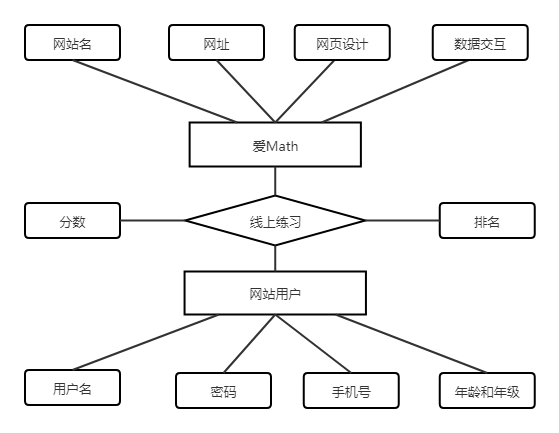 网站名
网址
网页设计
数据交互
爱Math
分数
线上练习
排名
网站用户
用户名
密码
手机号
年龄和年级